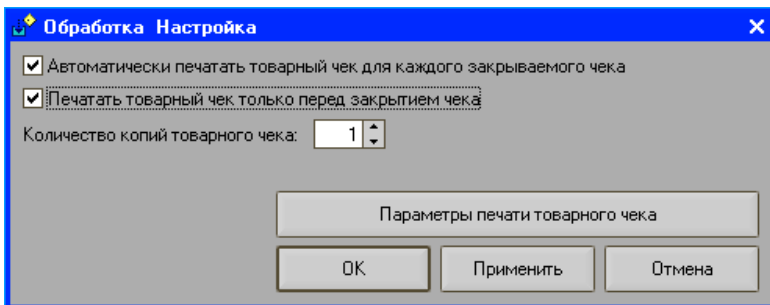 Обработка Настройка
Автоматически печатать товарный чек для каждого закрываемого чека
Печатать товарный чек только перед закрытием чека
Количество копий товарного чека: 1
Параметры печати товарного чека
OK Применить Отмена